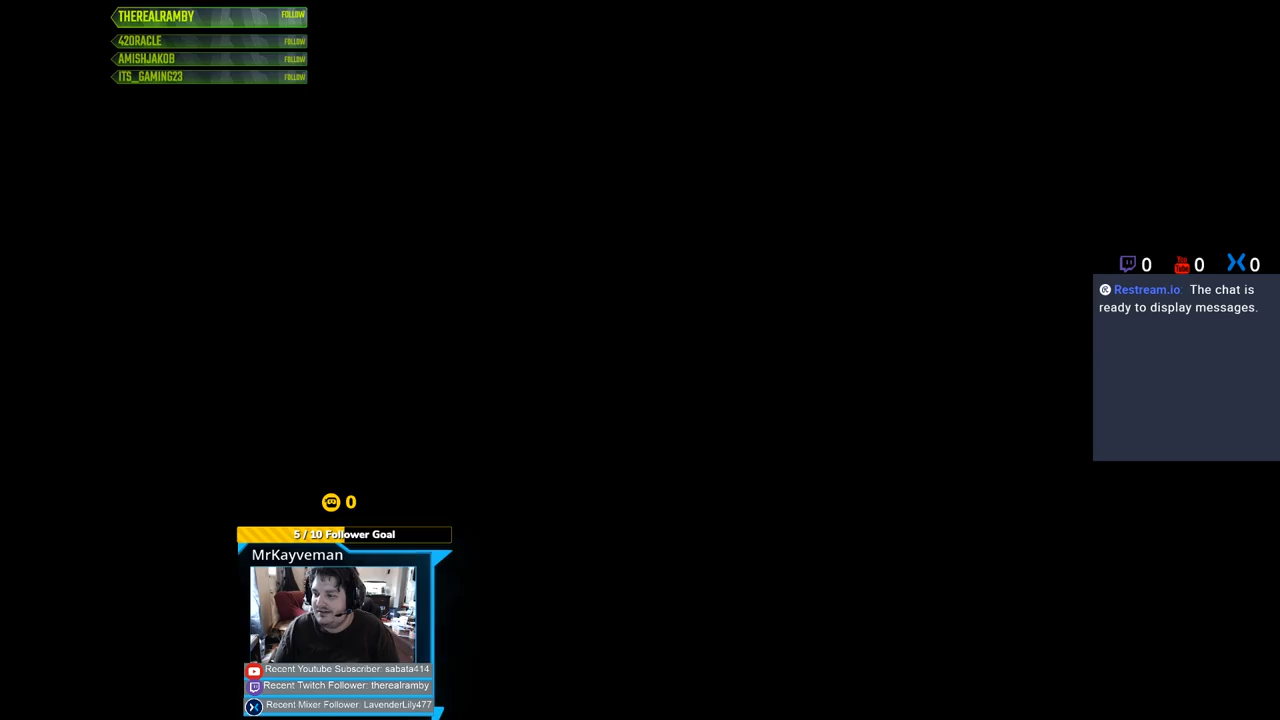 THEREALRAMBY FOLLOW
420RACLE FOLLOW
AMISHJAKOB FOLLOW
ITS_GAMING23 FOLLOW
0 You Tube 0 0
Restream.io: The chat is
ready to display messages.
0
5 / 10 Follower Goal
MrKayveman
Recent Youtube Subscriber: sabata414
Recent Twitch Follower: therealramby
Recent Mixer Follower: LavenderLily477